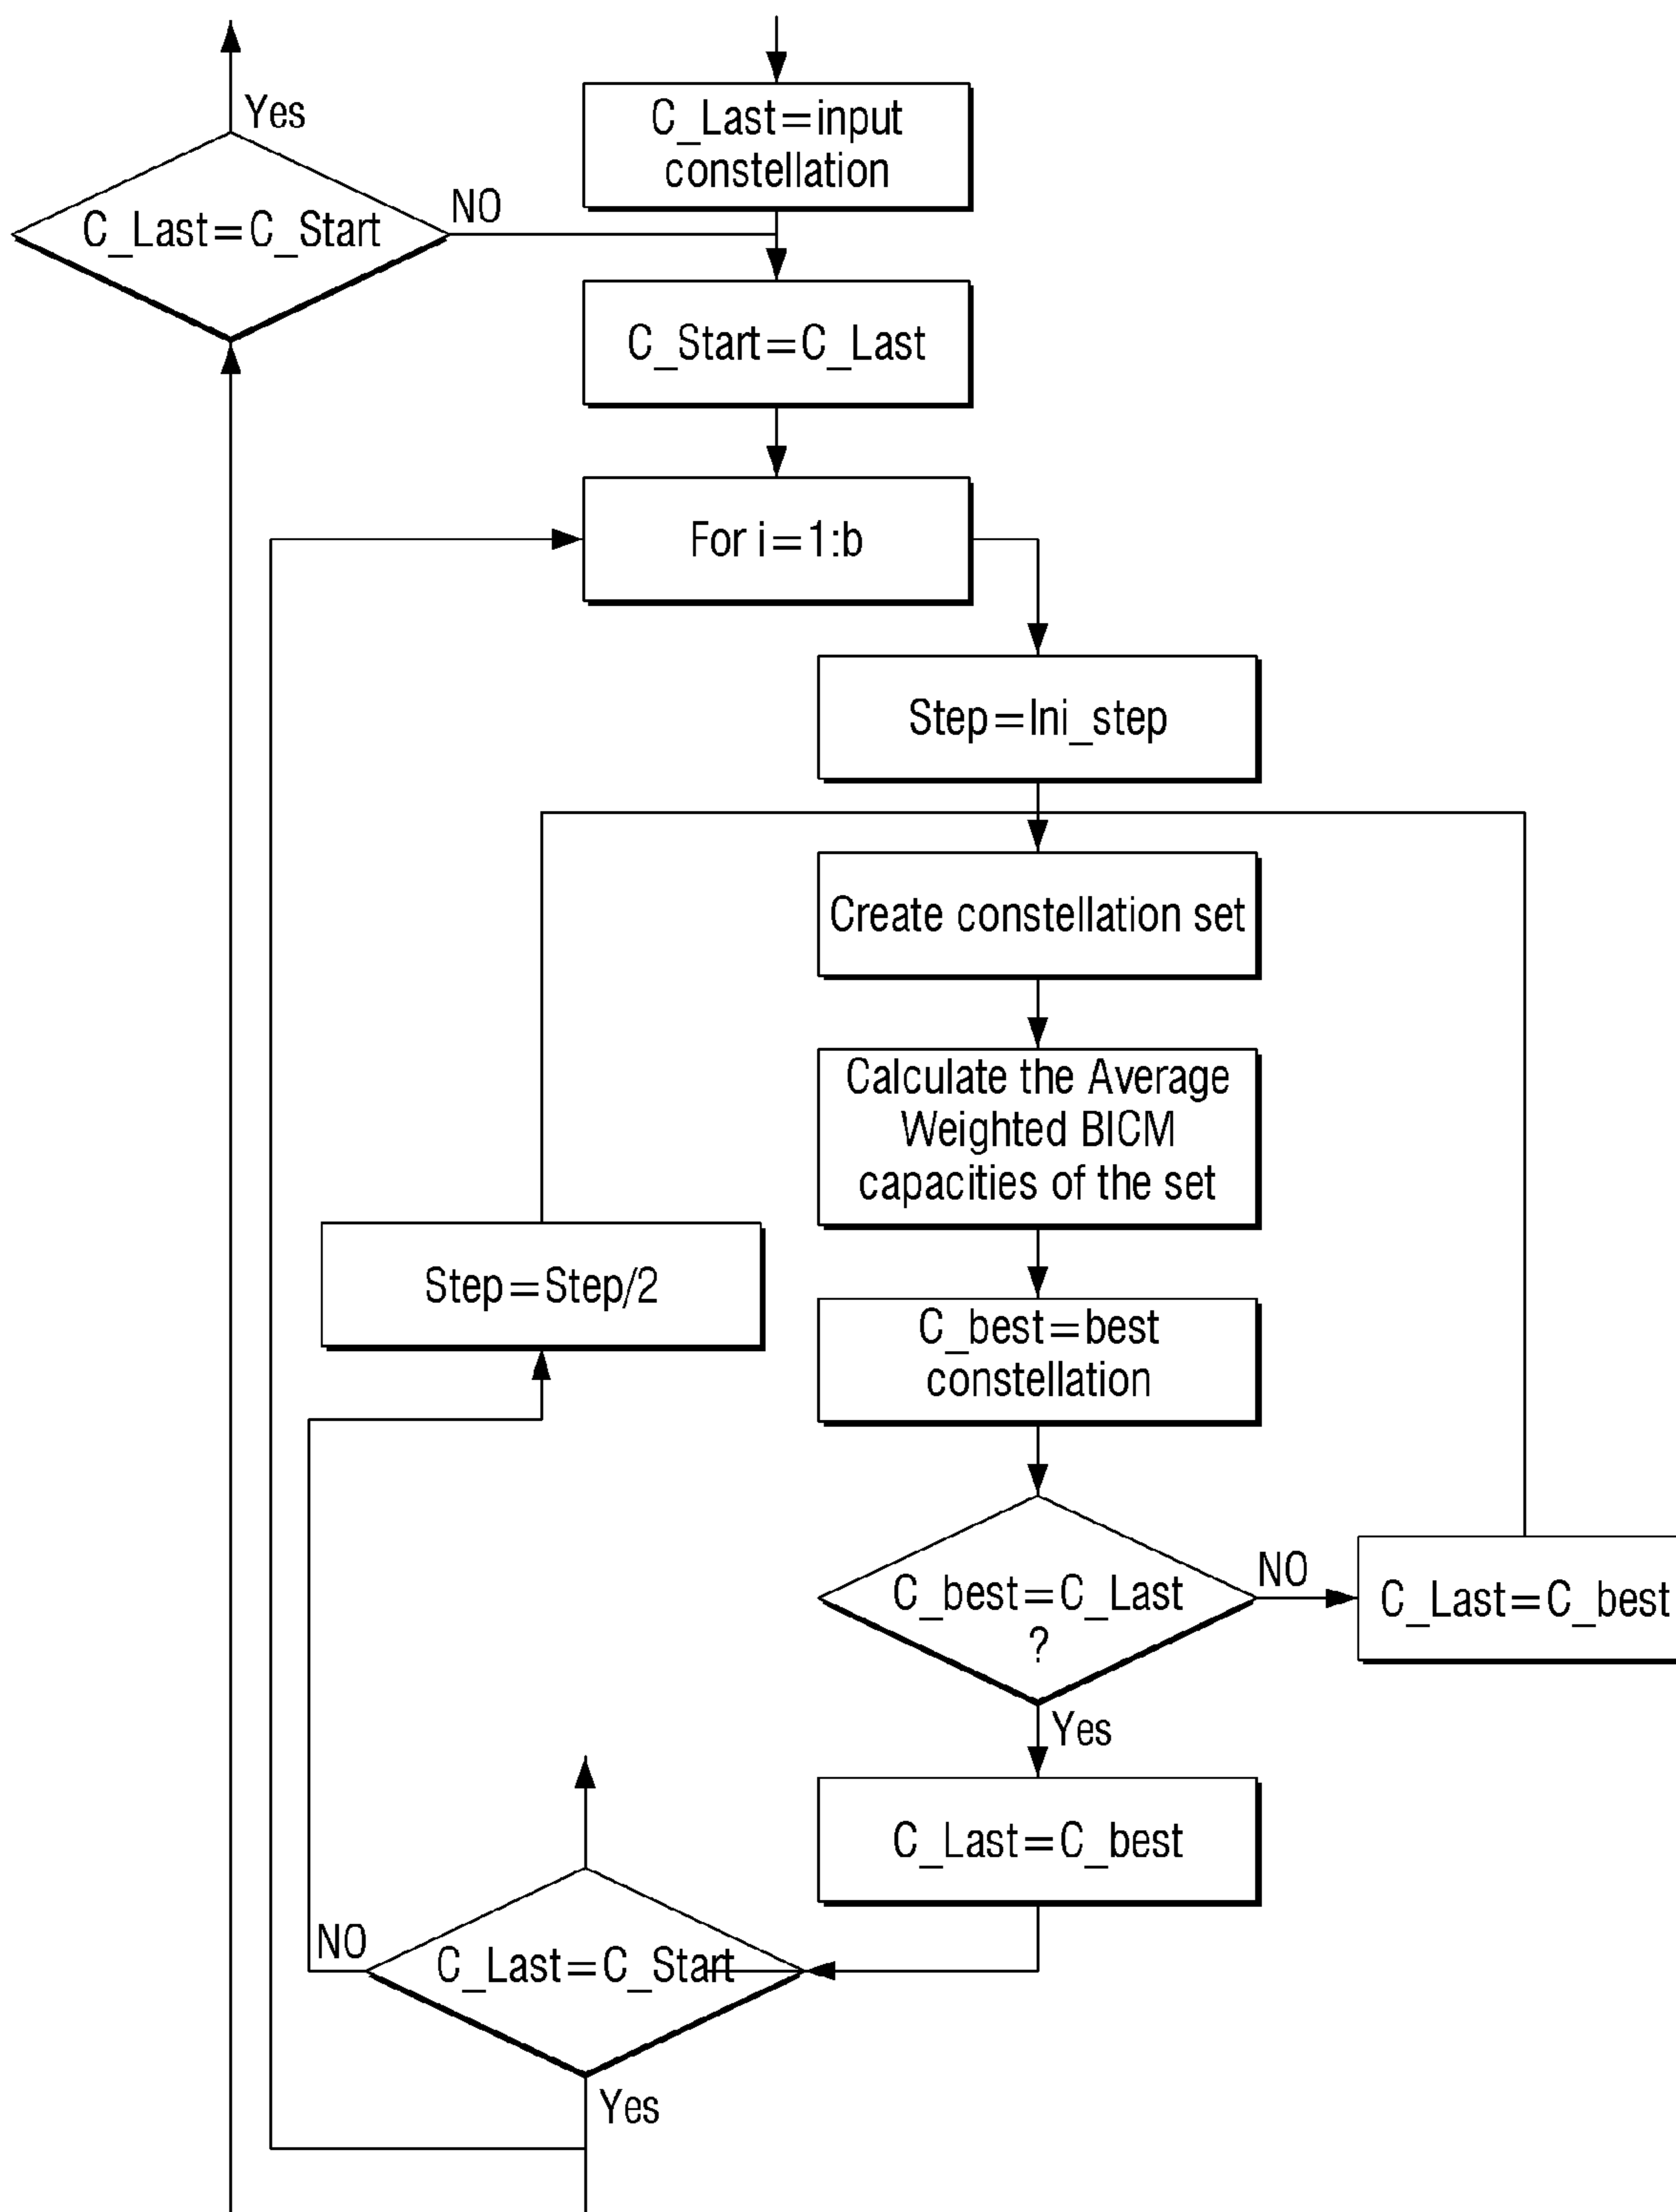 Yes
C_Last=input
constellation
C_Last=C_Start
NO
C_Start=C_Last
For i=1:b
Step=Ini_step
Create constellation set
Calculate the Average
Weighted BICM
capacities of the set
Step=Step/2
C_best=best
constellation
C_best=C_Last
?
NO
C_Last=C_best
Yes
C_Last=C_best
NO
C_Last=C_Start
Yes